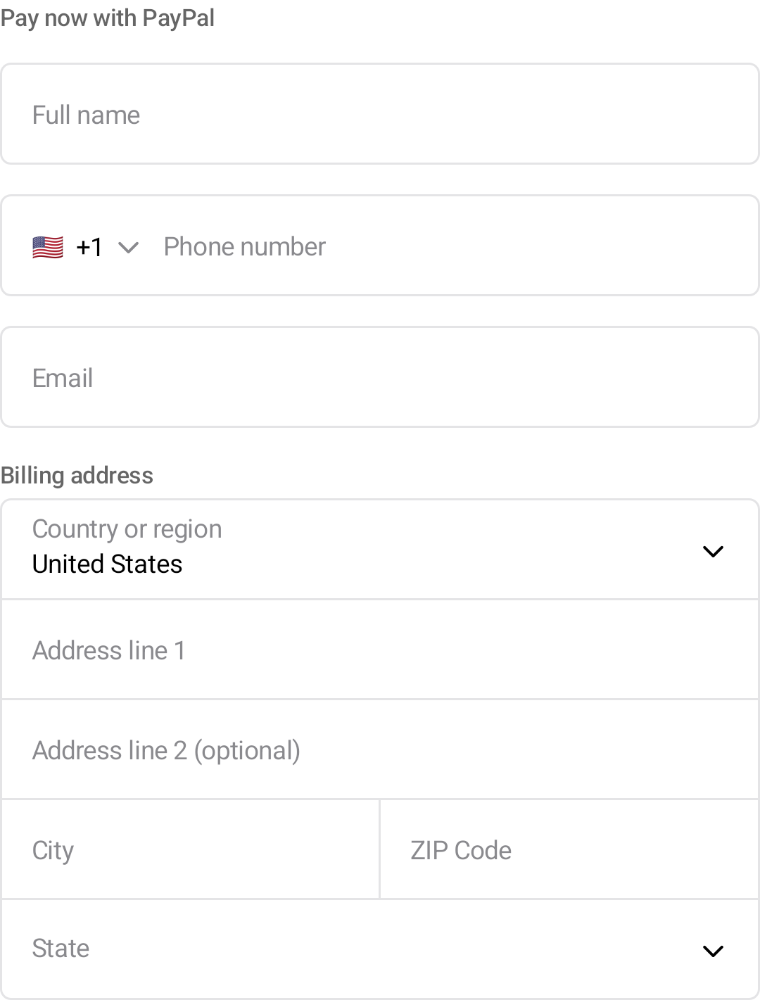 Pay now with PayPal
Full name
+1 Phone number
Email
Billing address
Country or region
United States
Address line 1
Address line 2 (optional)
City ZIP Code
State